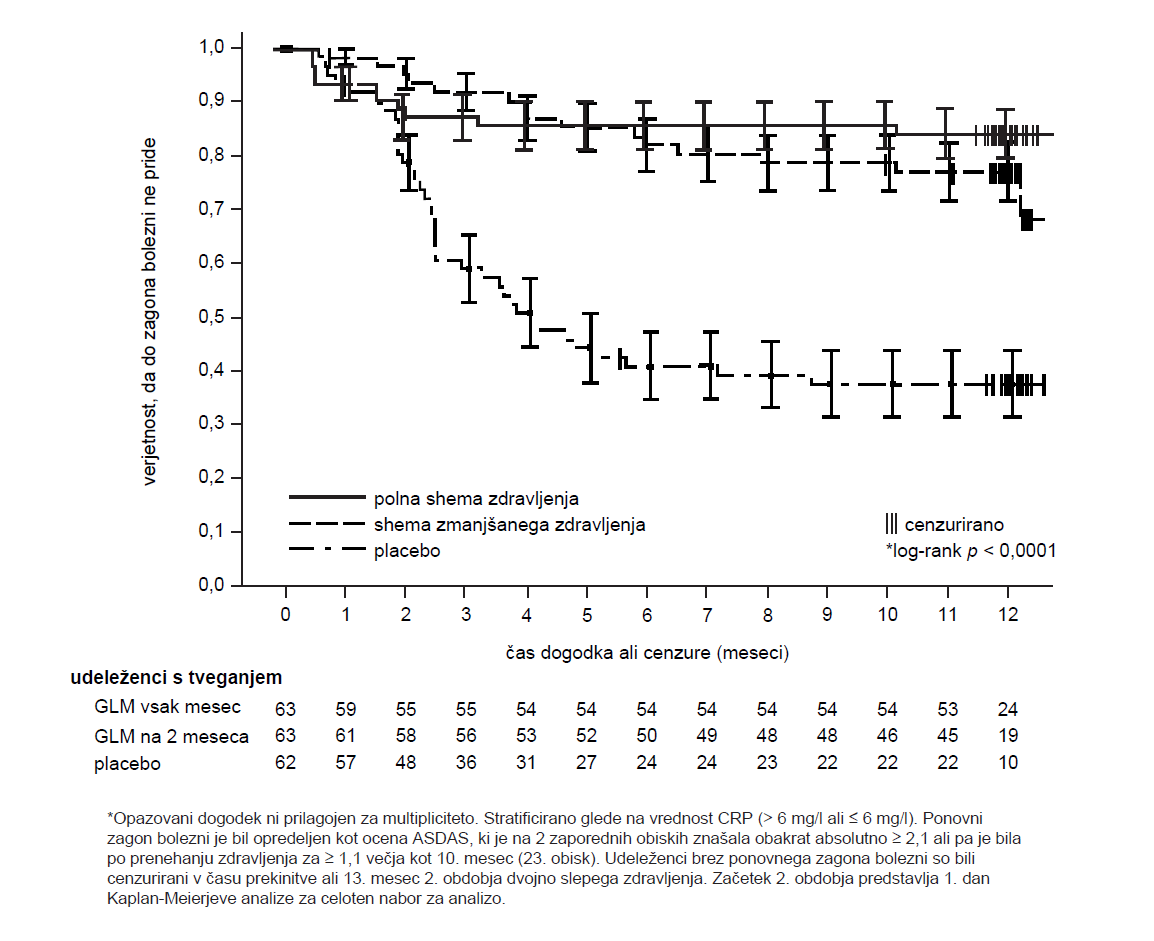 verjetnost, da do zagona bolezni ne pride
1,0
0,9
0,8
0,7
0,6
0,5
0,4
0,3
0,2
0,1
0,0
polna shema zdravljenja
shema zmanjšanega zdravljenja
placebo
cenzurirano
*log-rank p < 0,0001
0 1 2 3 4 5 6 7 8 9 10 11 12
čas dogodka ali cenzure (meseci)
udeleženci s tveganjem
GLM vsak mesec 63 59 55 55 54 54 54 54 54 54 54 53 24
GLM na 2 meseca 63 61 58 56 53 52 50 49 48 48 46 45 19
placebo 62 57 48 36 31 27 24 24 23 22 22 22 10
*Opazovani dogodek ni prilagojen za multipliciteto. Stratificirano glede na vrednost CRP (> 6 mg/l ali ≤ 6 mg/l). Ponovni
zagon bolezni je bil opredeljen kot ocena ASDAS, ki je na 2 zaporednih obiskih znašala obakrat absolutno ≥ 2,1 ali pa je bila
po prenehanju zdravljenja za ≥ 1,1 večja kot 10. mesec (23. obisk). Udeleženci brez ponovnega zagona bolezni so bili
cenzurirani v času prekinitve ali 13. mesec 2. obdobja dvojno slepega zdravljenja. Začetek 2. obdobja predstavlja 1. dan
Kaplan-Meierjeve analize za celoten nabor za analizo.